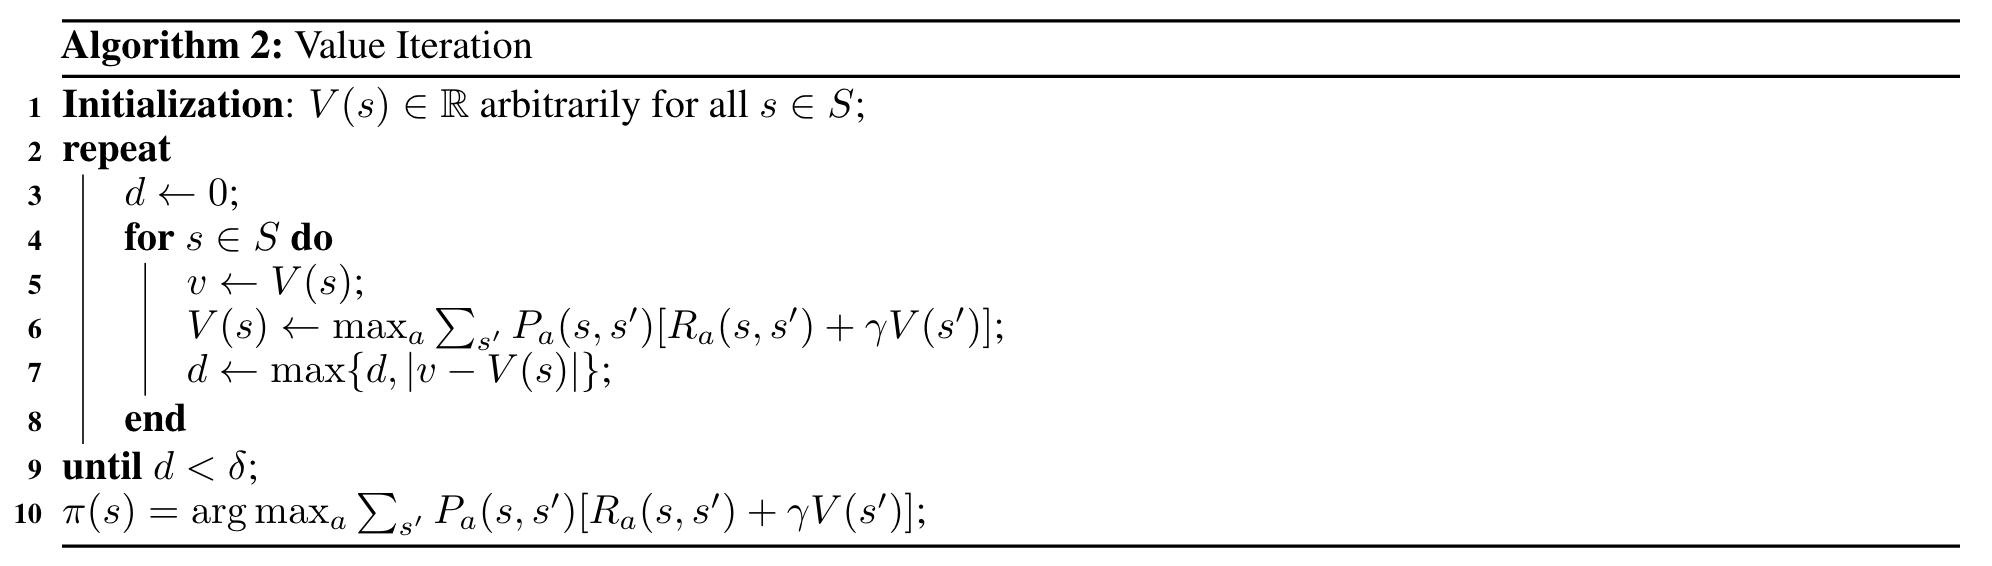 Algorithm 2: Value Iteration
1 Initialization: V(s) ∈ ℝ arbitrarily for all s ∈ S;
2 repeat
3 d ← 0;
4 for s ∈ S do
5 v ← V(s);
6 V(s) ← max_a ∑_{s′} P_a(s, s′)[R_a(s, s′) + γV(s′)];
7 d ← max{d, |v − V(s)|};
8 end
9 until d < δ;
10 π(s) = arg max_a ∑_{s′} P_a(s, s′)[R_a(s, s′) + γV(s′)];